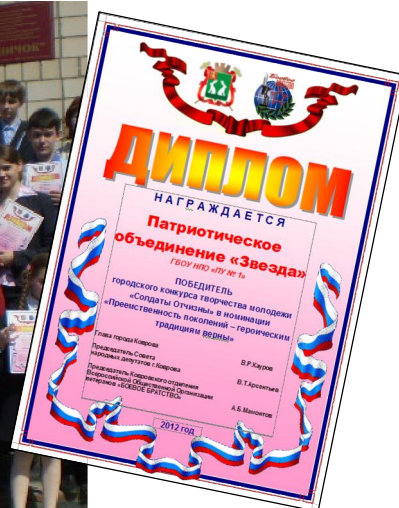 ДИПЛОМ
НАГРАЖДАЕТСЯ
Патриотическое
объединение «Звезда»
ГБОУ НПО «ПУ № 1»
ПОБЕДИТЕЛЬ
городского конкурса творчества молодежи
«Солдаты Отчизны» в номинации
«Преемственность поколений – героическим
традициям верны»
Глава города Коврова В.Р.Кауров
Председатель Совета
народных депутатов г.Коврова В.Т.Арсентьев
Председатель Ковровского отделения
Всероссийской Общественной Организации
ветеранов «БОЕВОЕ БРАТСТВО» А.Б.
2012 год